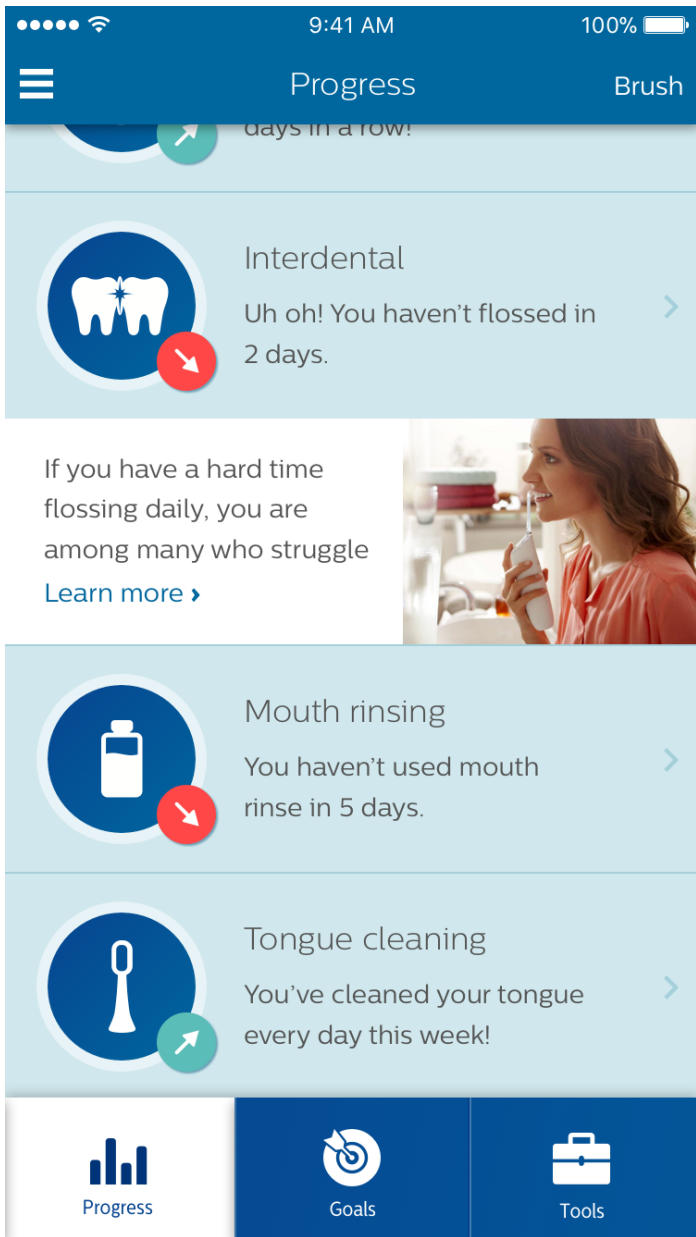 9:41 AM
100%
Progress
Brush
days in a row!
Interdental
Uh oh! You haven’t flossed in
2 days.
If you have a hard time
flossing daily, you are
among many who struggle
Learn more ›
Mouth rinsing
You haven’t used mouth
rinse in 5 days.
Tongue cleaning
You’ve cleaned your tongue
every day this week!
Progress
Goals
Tools